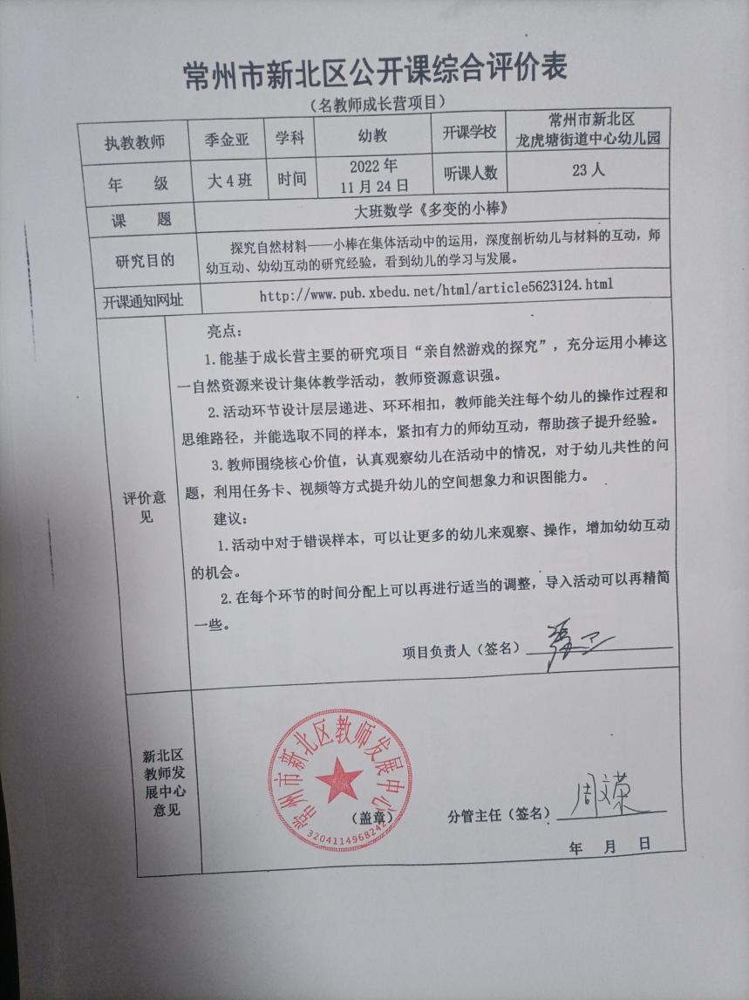 常州市新北区公开课综合评价表
（名教师成长营项目）
执教教师 季金亚 学科 幼教 开课学校 常州市新北区
龙虎塘街道中心幼儿园
年 级 大4班 时间 2022年
11月24日 听课人数 23人
课 题 大班数学《多变的小棒》
研究目的 探究自然材料——小棒在集体活动中的运用，深度剖析幼儿与材料的互动，师
幼互动、幼幼互动的研究经验，看到幼儿的学习与发展。
开课通知网址 http://www.pub.xbedu.net/html/article5623124.html
评价意
见
亮点：
1.能基于成长营主要的研究项目“亲自然游戏的探究”，充分运用小棒这
一自然资源来设计集体教学活动，教师资源意识强。
2.活动环节设计层层递进、环环相扣，教师能关注每个幼儿的操作过程和
思维路径，并能选取不同的样本，紧扣有力的师幼互动，帮助孩子提升经验。
3.教师围绕核心价值，认真观察幼儿在活动中的情况，对于幼儿共性的问
题，利用任务卡、视频等方式提升幼儿的空间想象力和识图能力。
建议：
1.活动中对于错误样本，可以让更多的幼儿来观察、操作，增加幼幼互动
的机会。
2.在每个环节的时间分配上可以再进行适当的调整，导入活动可以再精简
一些。
项目负责人（签名）
新北区
教师发
展中心
意见
常州市新北区教师发展中心
（盖章）
分管主任（签名） 周文荣
年 月 日